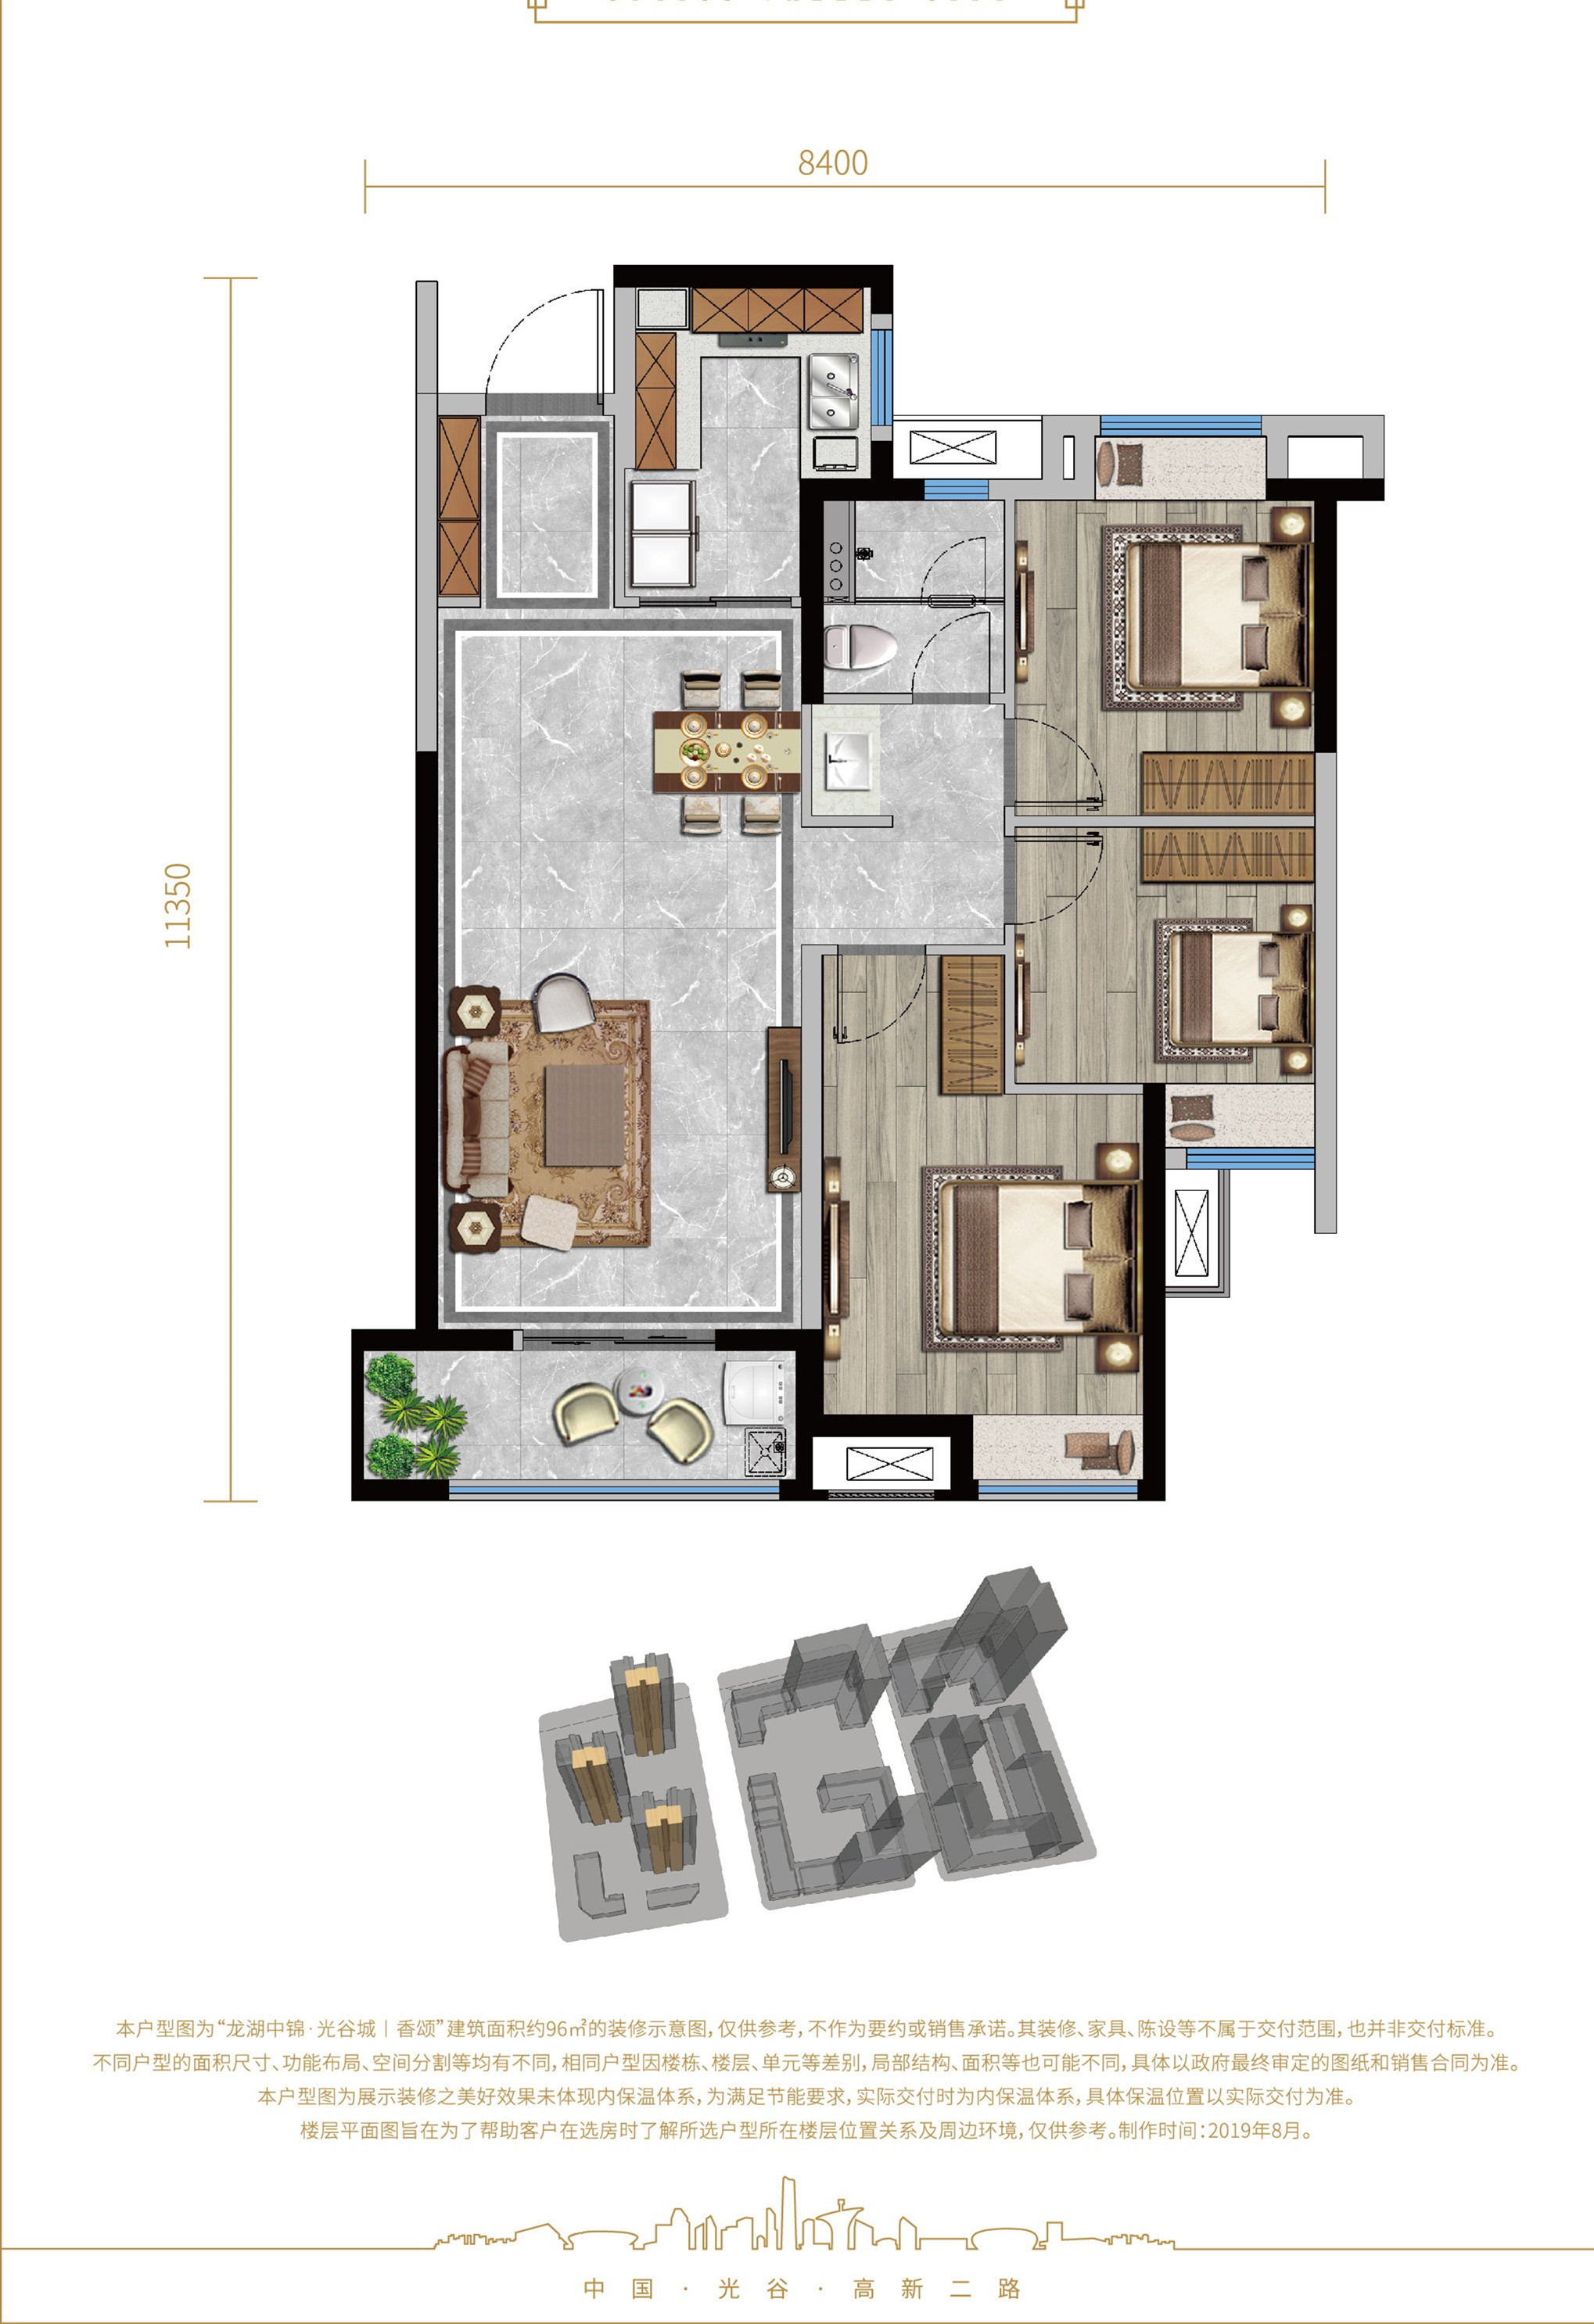 8400
11350
本户型图为“龙湖中锦·光谷城丨香颂”建筑面积约96㎡的装修示意图，仅供参考，不作为要约或销售承诺。其装修、家具、陈设等不属于交付范围，也并非交付标准。
不同户型的面积尺寸、功能布局、空间分割等均有不同，相同户型因楼栋、楼层、单元等差别，局部结构、面积等也可能不同，具体以政府最终审定的图纸和销售合同为准。
本户型图为展示装修之美好效果未体现内保温体系，为满足节能要求，实际交付时为内保温体系，具体保温位置以实际交付为准。
楼层平面图旨在为了帮助客户在选房时了解所选户型所在楼层位置关系及周边环境，仅供参考。制作时间：2019年8月。
中国·光谷·高新二路